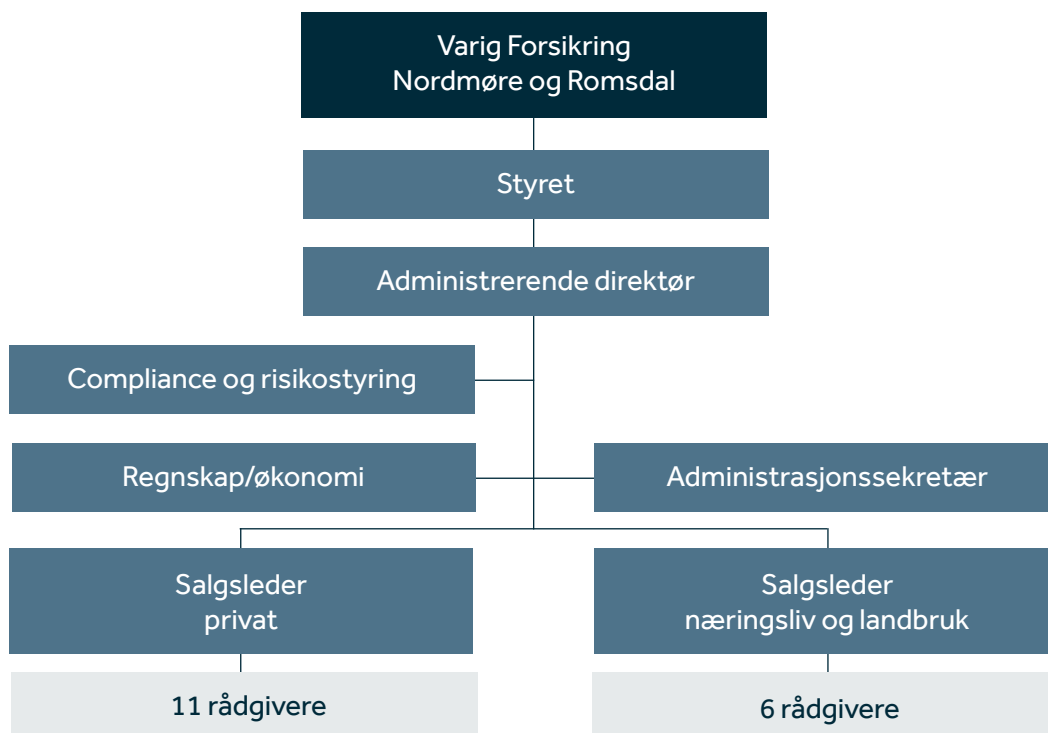 Varig Forsikring
Nordmøre og Romsdal
Styret
Administrerende direktør
Compliance og risikostyring
Regnskap/økonomi
Administrasjonssekretær
Salgsleder
privat
Salgsleder
næringsliv og landbruk
11 rådgivere
6 rådgivere